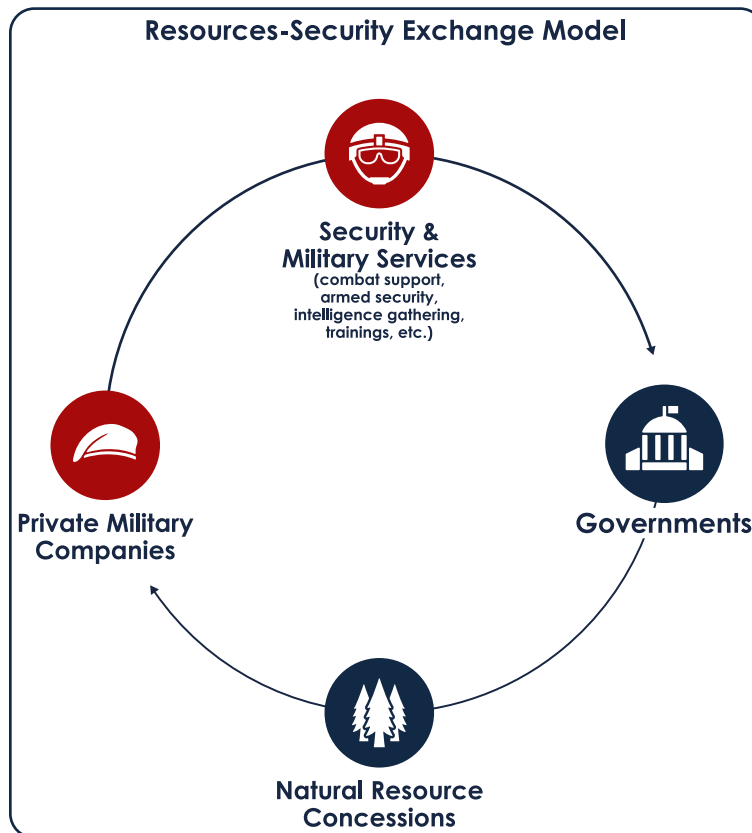 Resources-Security Exchange Model
Security &
Military Services
(combat support,
armed security,
intelligence gathering,
trainings, etc.)
Private Military
Companies
Governments
Natural Resource
Concessions